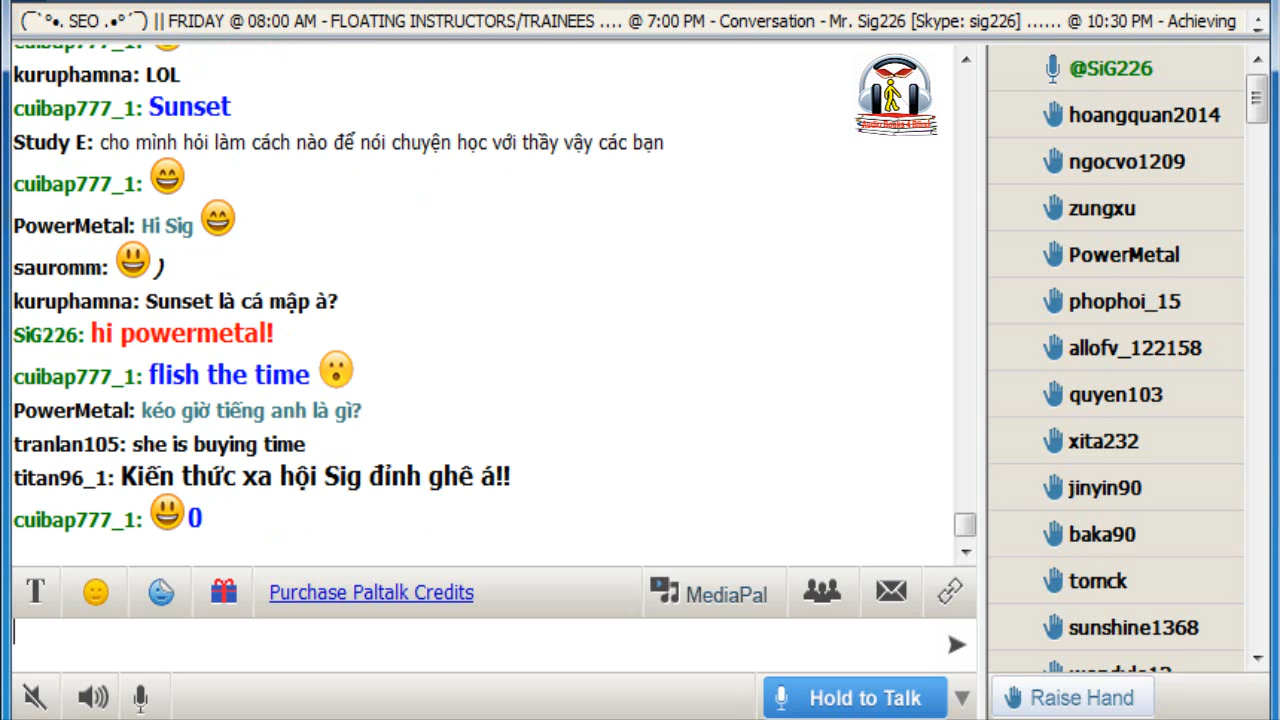 (¯`°•. SEO .•°´¯) || FRIDAY @ 08:00 AM - FLOATING INSTRUCTORS/TRAINEES .... @ 7:00 PM - Conversation - Mr. Sig226 [Skype: sig226] ...... @ 10:30 PM - Achieving
cuibap777_1:
kuruphamna: LOL
cuibap777_1: Sunset
Study E: cho mình hỏi làm cách nào để nói chuyện học với thầy vậy các bạn
cuibap777_1:
PowerMetal: Hi Sig
sauromm: )
kuruphamna: Sunset là cá mập à?
SiG226: hi powermetal!
cuibap777_1: flish the time
PowerMetal: kéo giờ tiếng anh là gì?
tranlan105: she is buying time
titan96_1: Kiến thức xa hội Sig đỉnh ghê á!!
cuibap777_1: 0
T
Purchase Paltalk Credits
MediaPal
Hold to Talk
@SiG226
hoangquan2014
ngocvo1209
zungxu
PowerMetal
phophoi_15
allofv_122158
quyen103
xita232
jinyin90
baka90
tomck
sunshine1368
Raise Hand